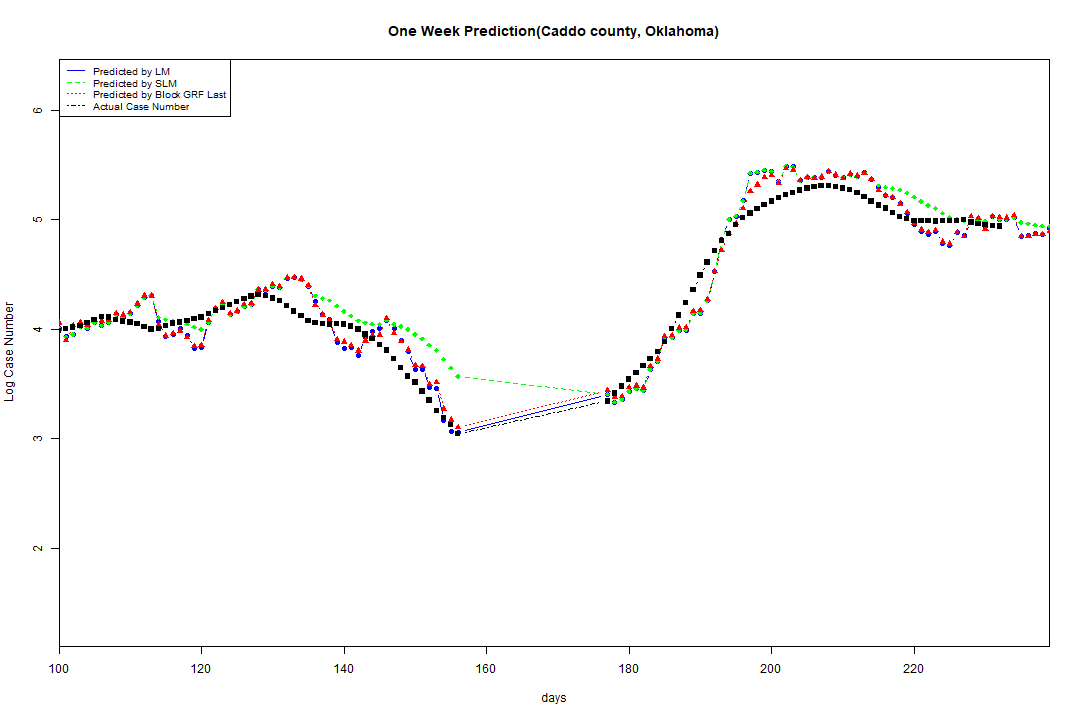 One Week Prediction(Caddo county, Oklahoma)
Predicted by LM
Predicted by SLM
Predicted by Block GRF Last
Actual Case Number
Log Case Number
6
5
4
3
2
100 120 140 160 180 200 220
days